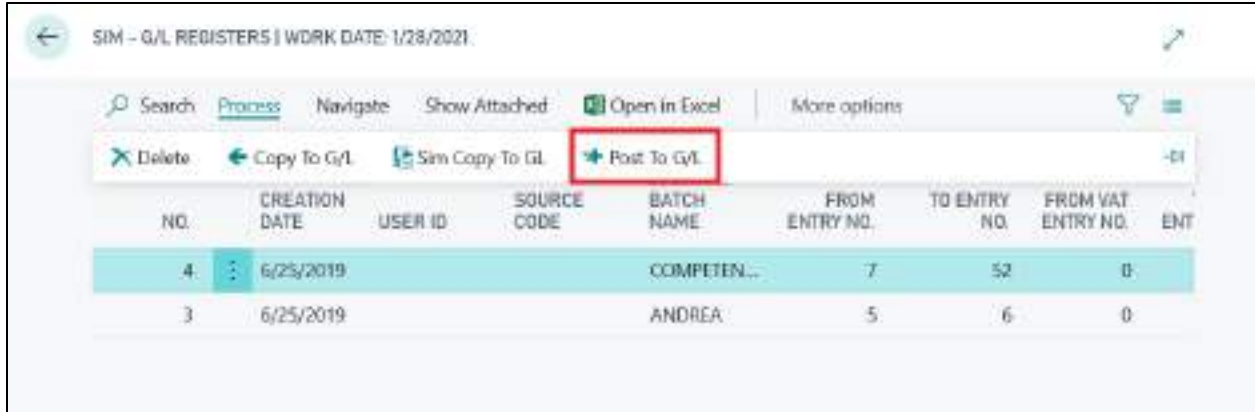 SIM - G/L REGISTERS | WORK DATE: 1/28/2021
Search Process Navigate Show Attached Open in Excel More options
Delete Copy To G/L Sim Copy To GL Post To G/L
NO. CREATION DATE USER ID SOURCE CODE BATCH NAME FROM ENTRY NO. TO ENTRY NO. FROM VAT ENTRY NO. ENT
4 6/25/2019 COMPETEN... 7 52 0
3 6/25/2019 ANDREA 5 6 0